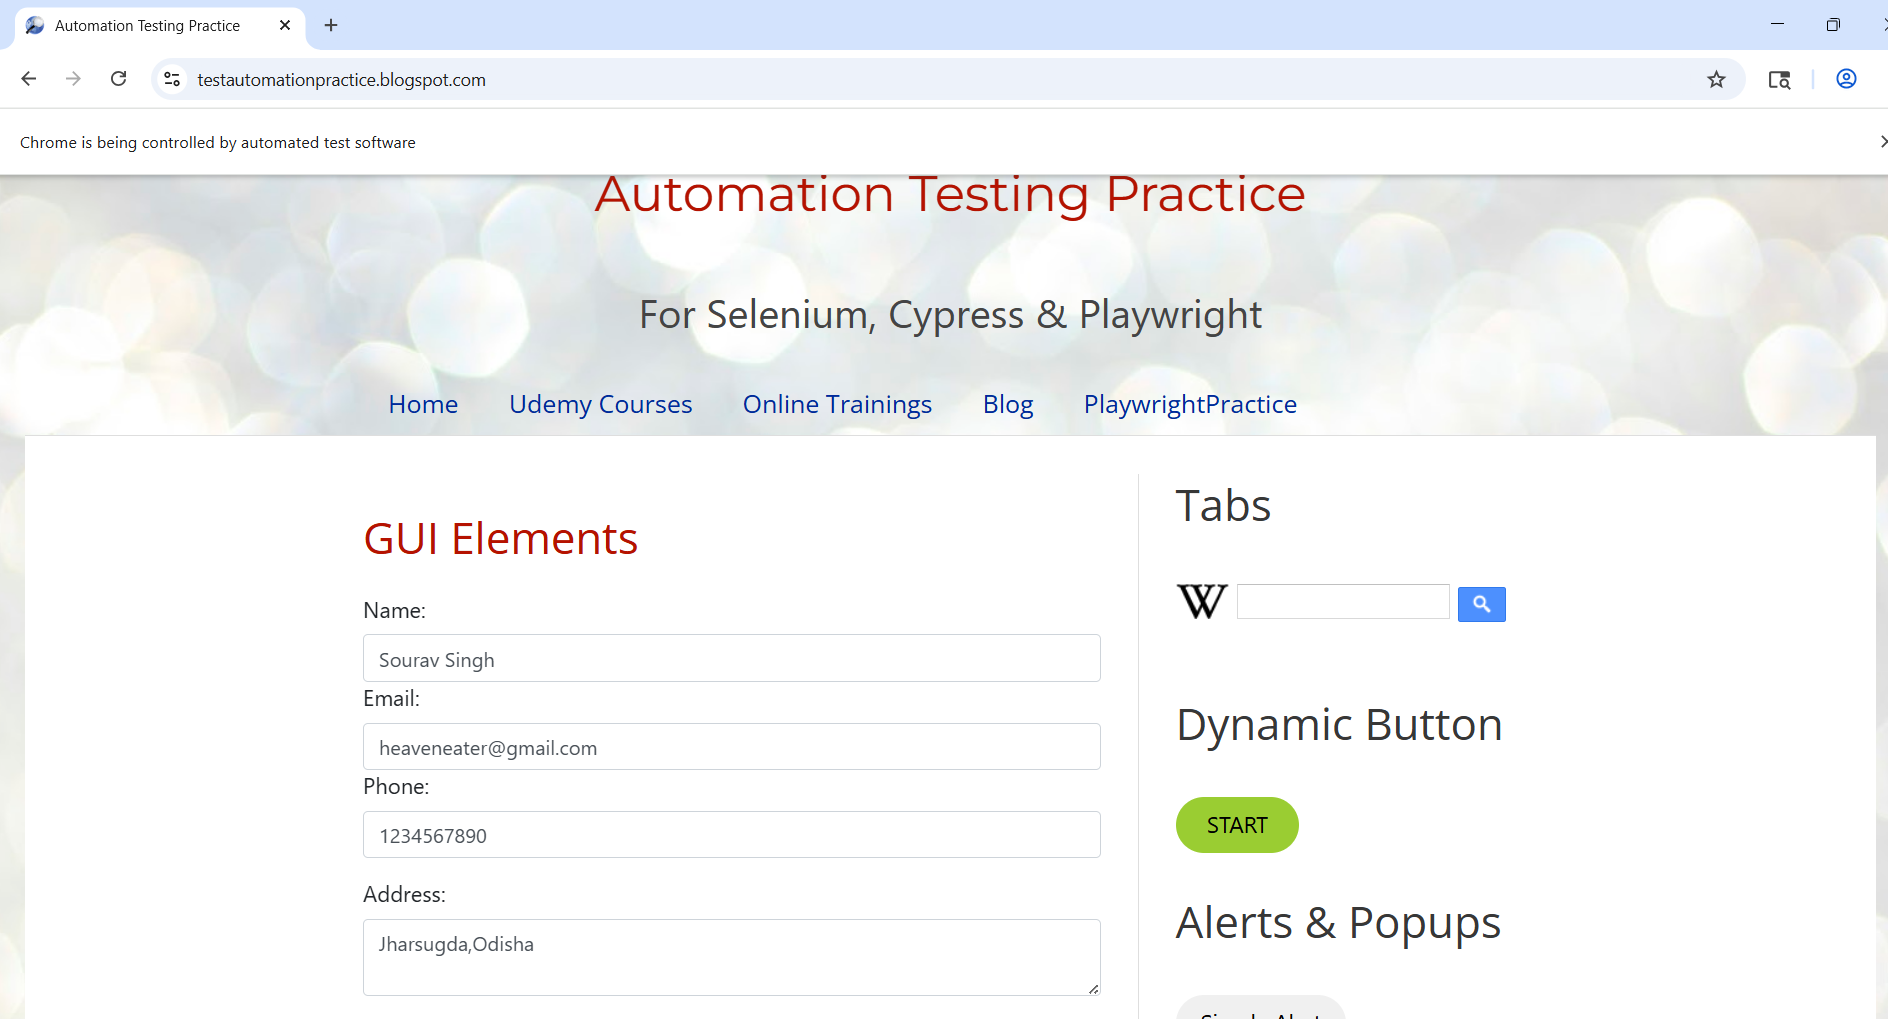 Automation Testing Practice
testautomationpractice.blogspot.com
Chrome is being controlled by automated test software
Automation Testing Practice
For Selenium, Cypress & Playwright
Home Udemy Courses Online Trainings Blog PlaywrightPractice
GUI Elements
Name:
Sourav Singh
Email:
heaveneater@gmail.com
Phone:
1234567890
Address:
Jharsugda,Odisha
Tabs
W
Dynamic Button
START
Alerts & Popups
Simple Alert